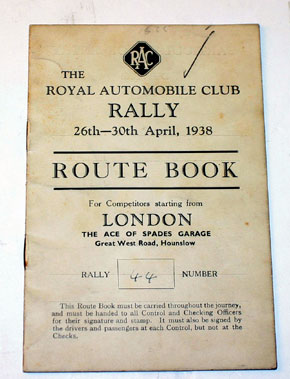 RAC
THE
ROYAL AUTOMOBILE CLUB
RALLY
26th—30th April, 1938
ROUTE BOOK
For Competitors starting from
LONDON
THE ACE OF SPADES GARAGE
Great West Road, Hounslow
RALLY 44 NUMBER
This Route Book must be carried throughout the journey,
and must be handed to all Control and Checking Officers
for their signature and stamp. It must also be signed by
the drivers and passengers at each Control, but not at the
Checks.